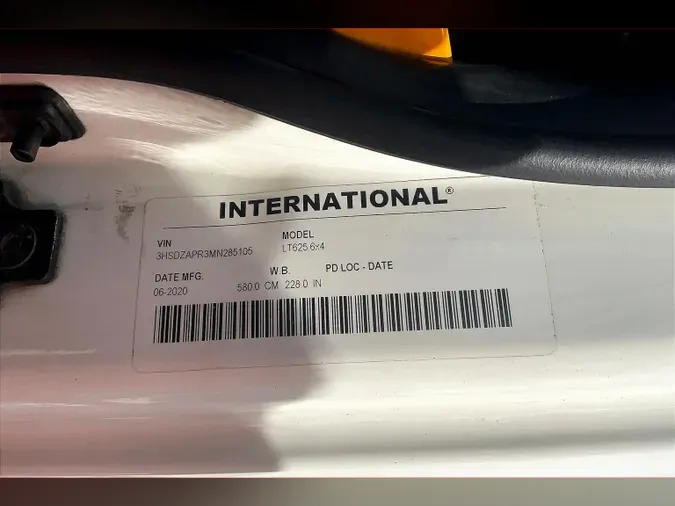 INTERNATIONAL®
VIN MODEL
3HSDZAPR3MN285105 LT625 6x4
DATE MFG. W.B. PD LOC - DATE
06-2020 580.0 CM 228.0 IN